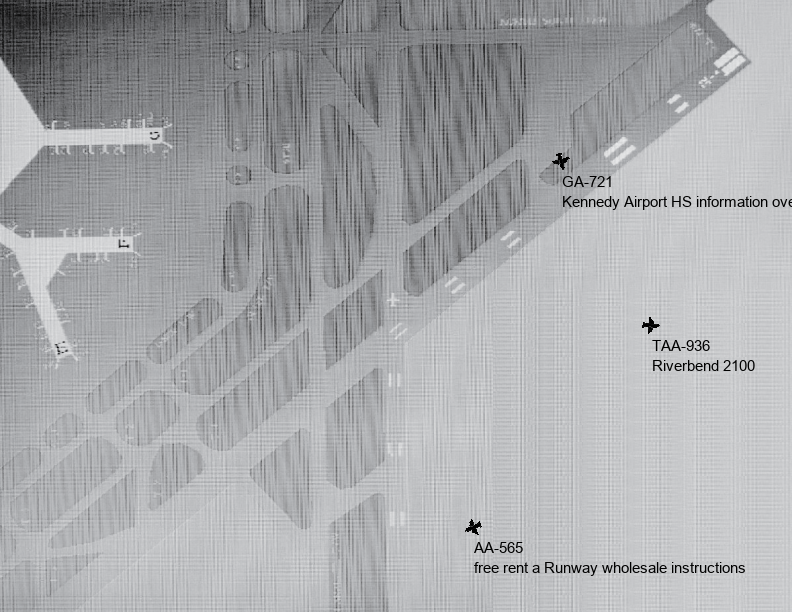 G
F
E
GA-721
Kennedy Airport HS information ove
TAA-936
Riverbend 2100
AA-565
free rent a Runway wholesale instructions